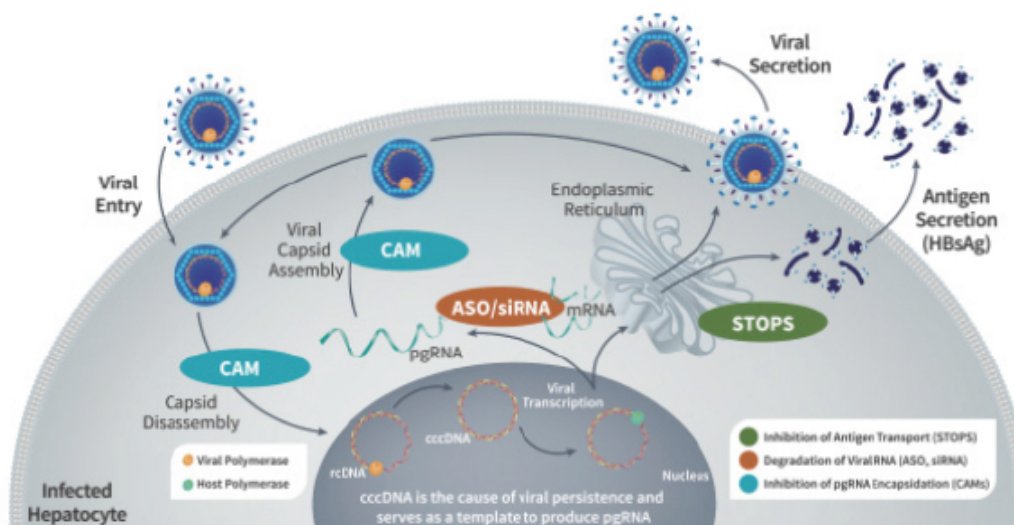 Viral
Secretion
Viral
Entry
Endoplasmic
Reticulum
Antigen
Secretion
(HBsAg)
Viral
Capsid
Assembly
CAM
ASO/siRNA
mRNA
STOPS
pgRNA
CAM
Capsid
Disassembly
Viral
Transcription
cccDNA
rcDNA
Nucleus
Viral Polymerase
Host Polymerase
Inhibition of Antigen Transport (STOPS)
Degradation of Viral RNA (ASO, siRNA)
Inhibition of pgRNA Encapsidation (CAMs)
Infected
Hepatocyte
cccDNA is the cause of viral persistence and
serves as a template to produce pgRNA